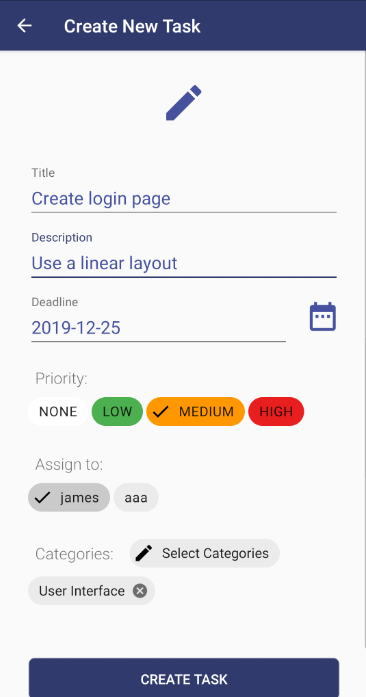 Create New Task
Title
Create login page
Description
Use a linear layout
Deadline
2019-12-25
Priority:
NONE LOW MEDIUM HIGH
Assign to:
james aaa
Categories: Select Categories
User Interface
CREATE TASK